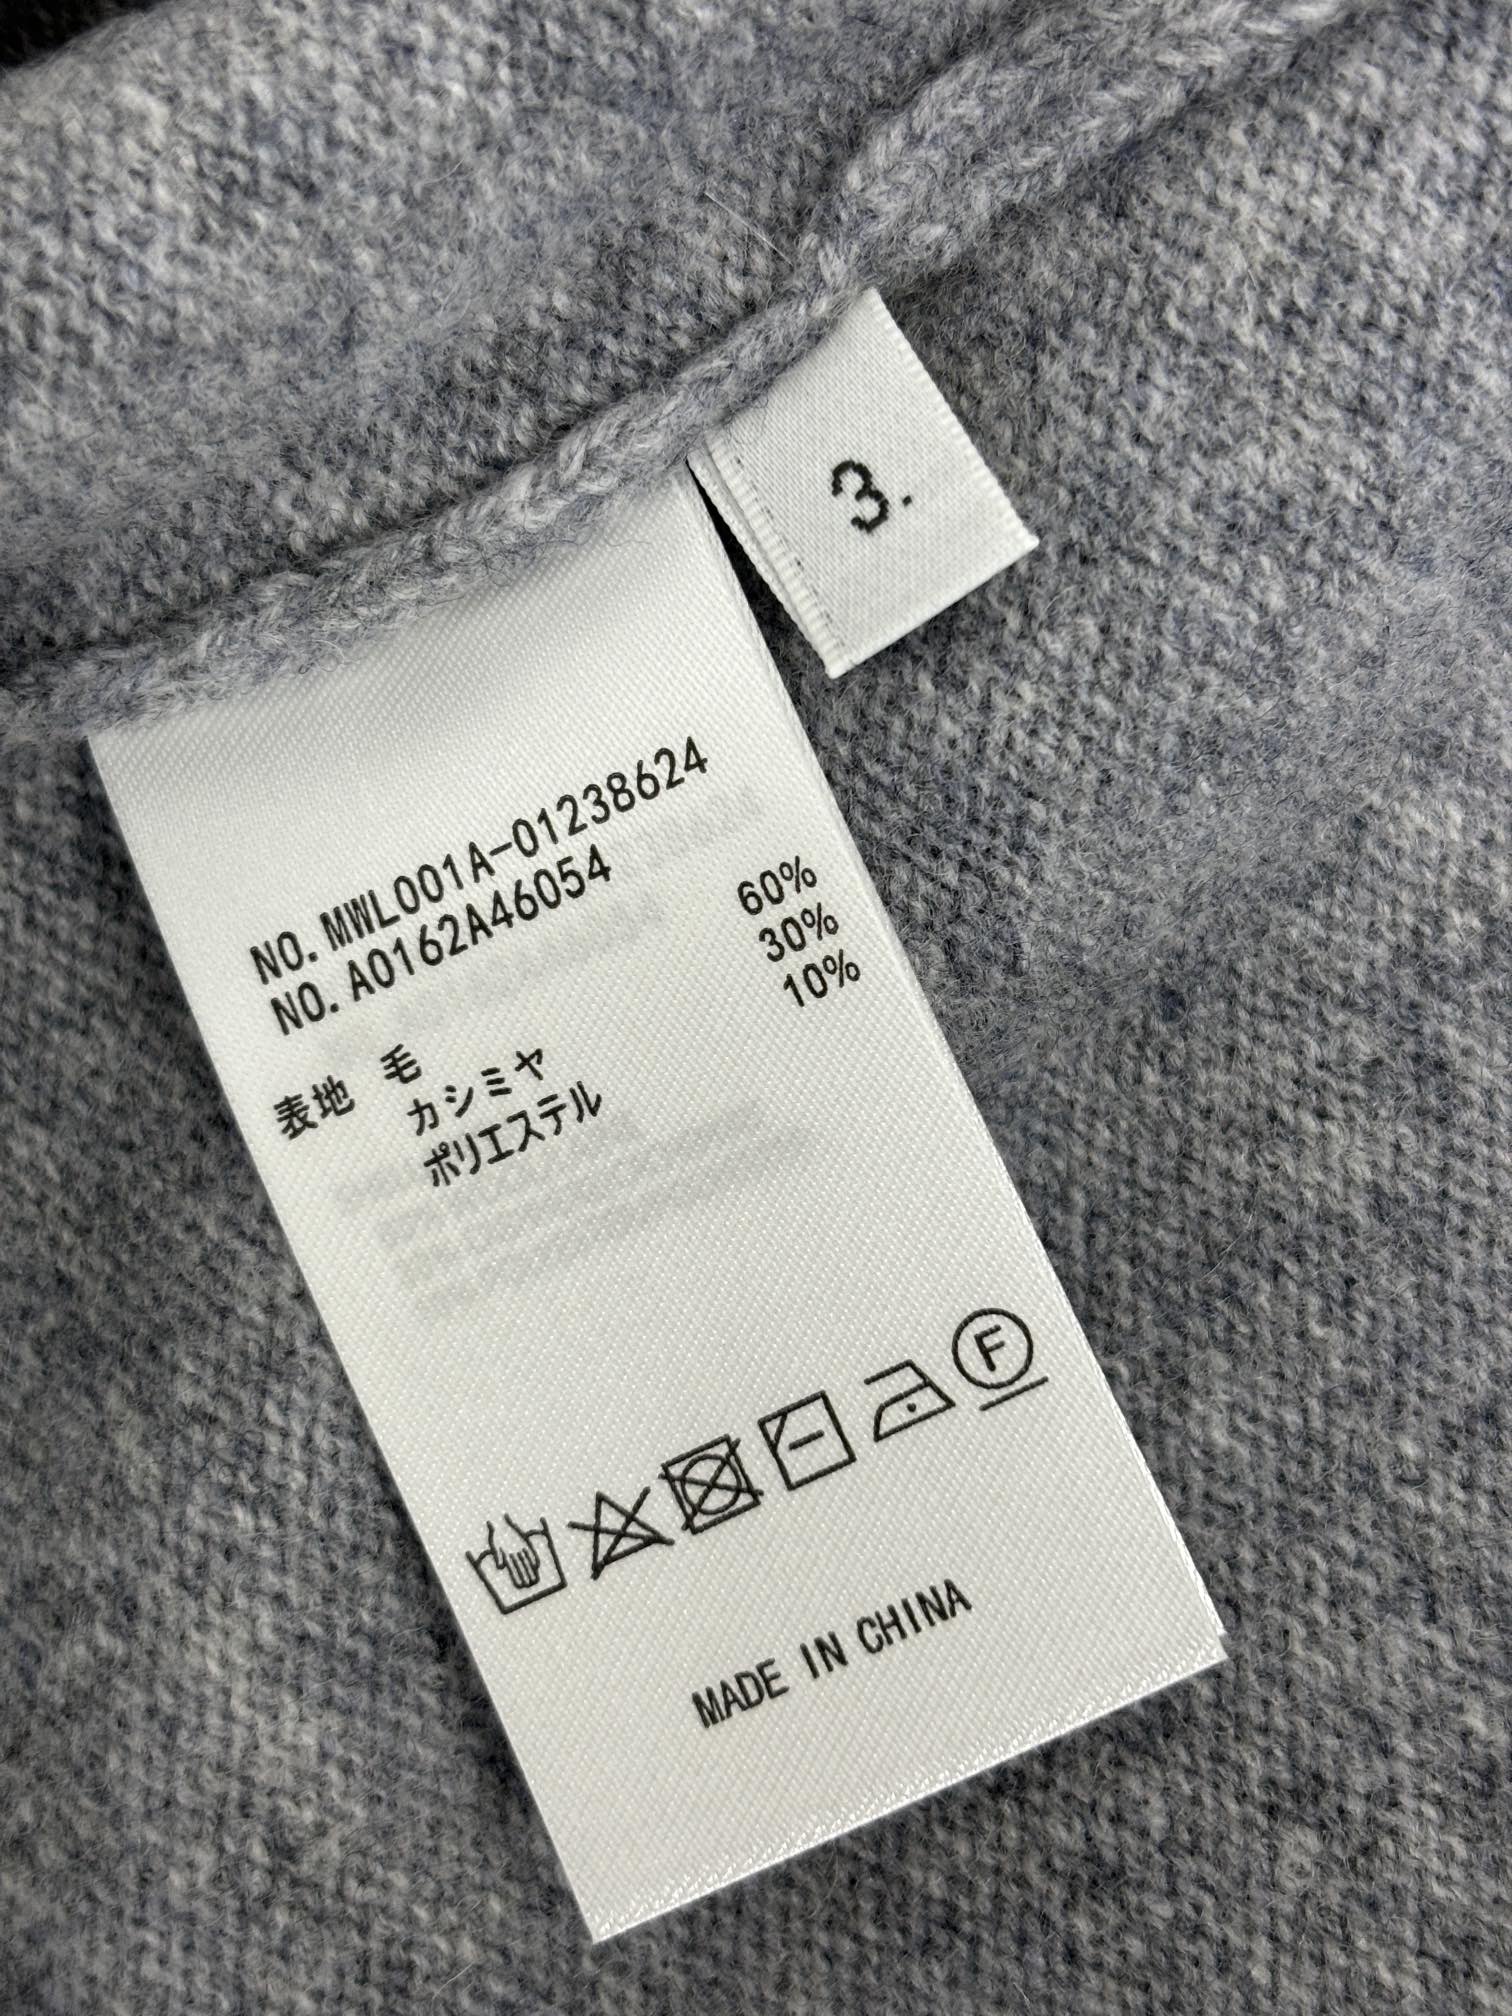 3.
NO. MWL001A-01238624
NO. A0162A46054
表地 毛 60%
カシミヤ 30%
ポリエステル 10%
F
MADE IN CHINA